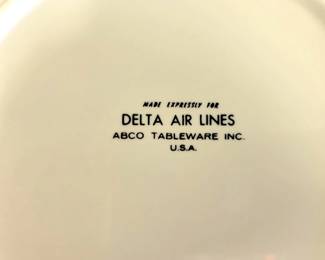 MADE EXPRESSLY FOR
DELTA AIR LINES
ABCO TABLEWARE INC.
U.S.A.